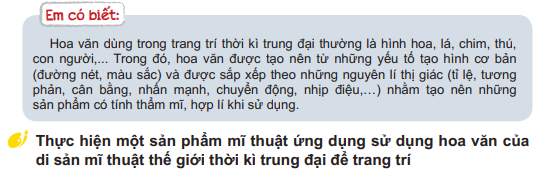 Em có biết:
Hoa văn dùng trong trang trí thời kì trung đại thường là hình hoa, lá, chim, thú,
con người,... Trong đó, hoa văn được tạo nên từ những yếu tố tạo hình cơ bản
(đường nét, màu sắc) và được sắp xếp theo những nguyên lí thị giác (tỉ lệ, tương
phản, cân bằng, nhấn mạnh, chuyển động, nhịp điệu,…) nhằm tạo nên những
sản phẩm có tính thẩm mĩ, hợp lí khi sử dụng.
Thực hiện một sản phẩm mĩ thuật ứng dụng sử dụng hoa văn của
di sản mĩ thuật thế giới thời kì trung đại để trang trí